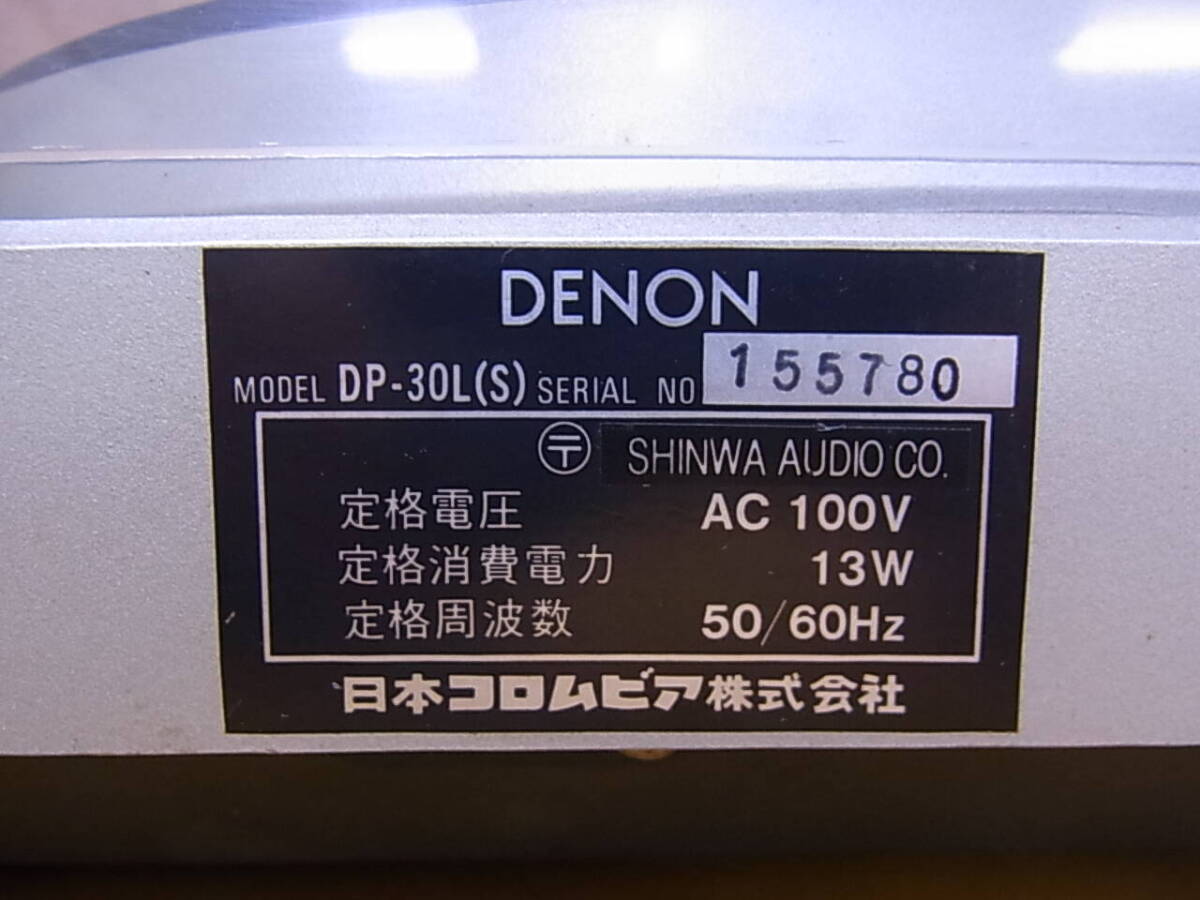 DENON
MODEL DP-30L(S) SERIAL NO 155780
〶 SHINWA AUDIO CO.
定格電圧 AC 100V
定格消費電力 13W
定格周波数 50/60Hz
日本コロムビア株式会社